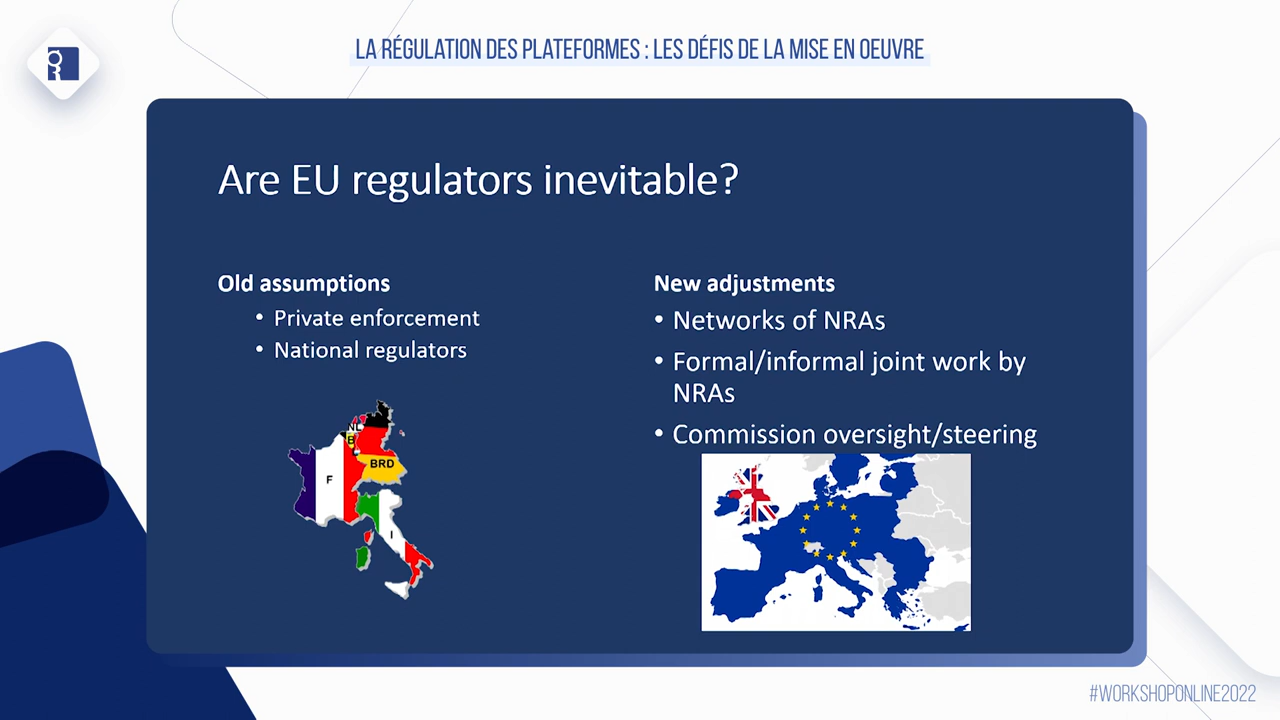 LA RÉGULATION DES PLATEFORMES : LES DÉFIS DE LA MISE EN OEUVRE
Are EU regulators inevitable?
Old assumptions
• Private enforcement
• National regulators
NL
B
BRD
F
I
New adjustments
• Networks of NRAs
• Formal/informal joint work by
NRAs
• Commission oversight/steering
#WORKSHOPONLINE2022